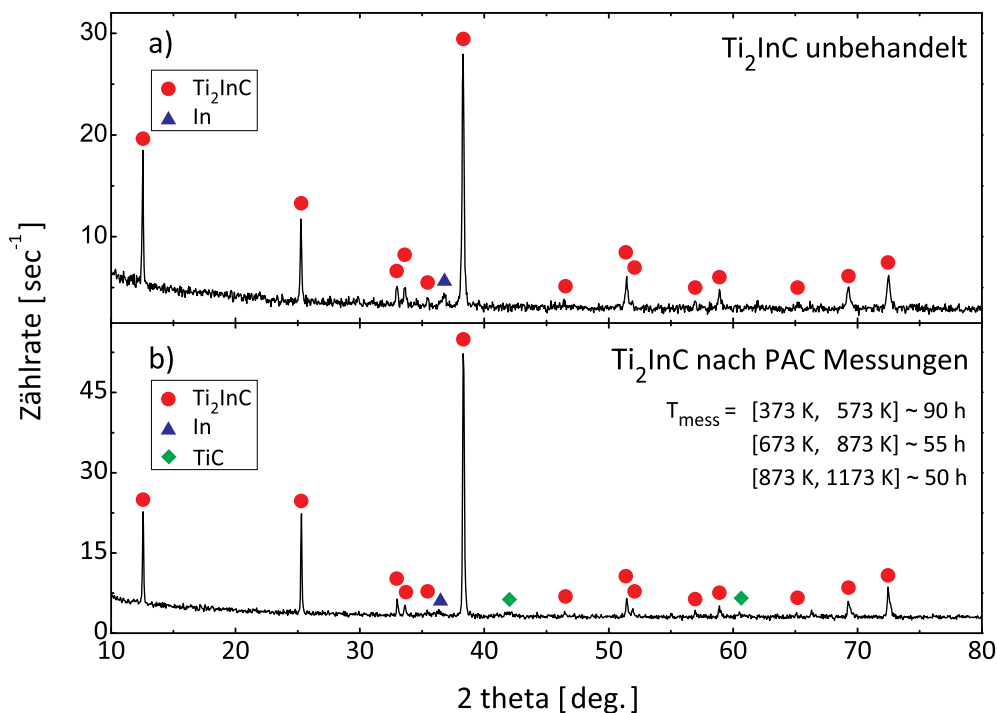 a)
Ti2InC unbehandelt
Ti2InC
In
30
20
10
b)
Ti2InC nach PAC Messungen
Tmess = [373 K, 573 K] ~ 90 h
[673 K, 873 K] ~ 55 h
[873 K, 1173 K] ~ 50 h
Ti2InC
In
TiC
45
30
15
0
10 20 30 40 50 60 70 80
Zählrate [sec-1]
2 theta [deg.]